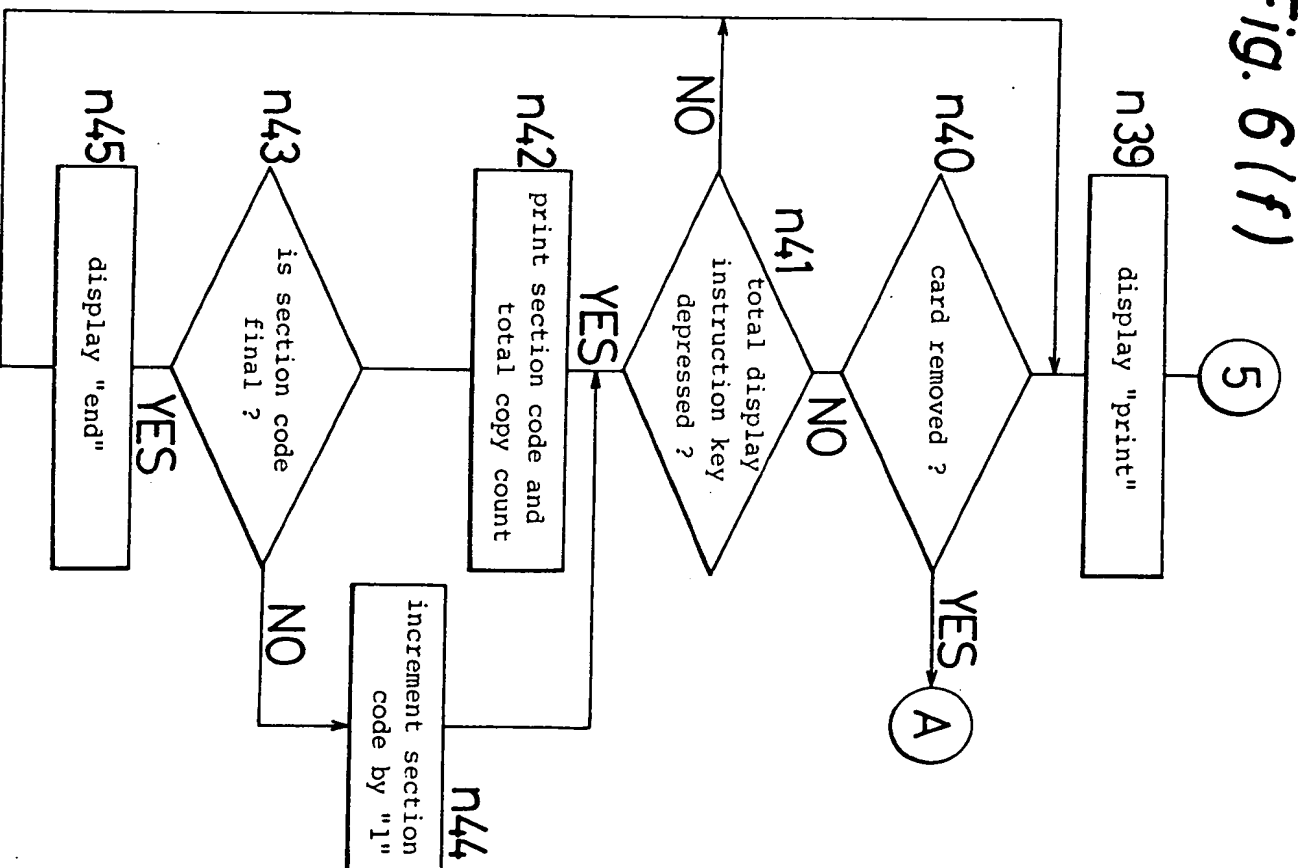 Fig. 6(f)
5
n39
display "print"
n40
card removed ?
YES
A
NO
n41
total display
instruction key
depressed ?
NO
YES
n42
print section code and
total copy count
n44
increment section
code by "1"
n43
is section code
final ?
NO
YES
n45
display "end"